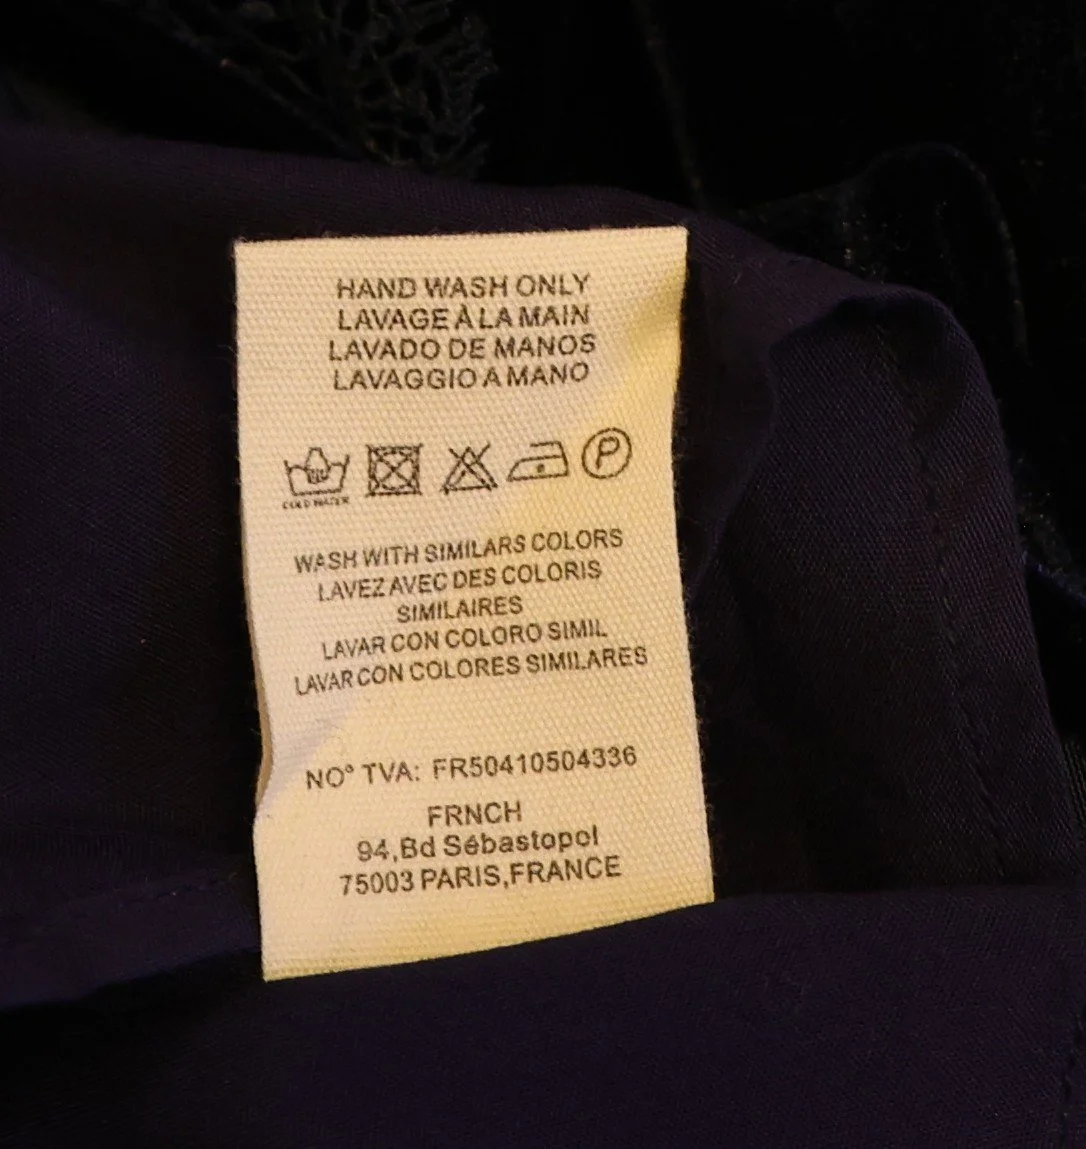 HAND WASH ONLY
LAVAGE À LA MAIN
LAVADO DE MANOS
LAVAGGIO A MANO
COLD WATER
P
WASH WITH SIMILARS COLORS
LAVEZ AVEC DES COLORIS
SIMILAIRES
LAVAR CON COLORO SIMIL
LAVAR CON COLORES SIMILARES
NO° TVA: FR50410504336
FRNCH
94,Bd Sébastopol
75003 PARIS,FRANCE